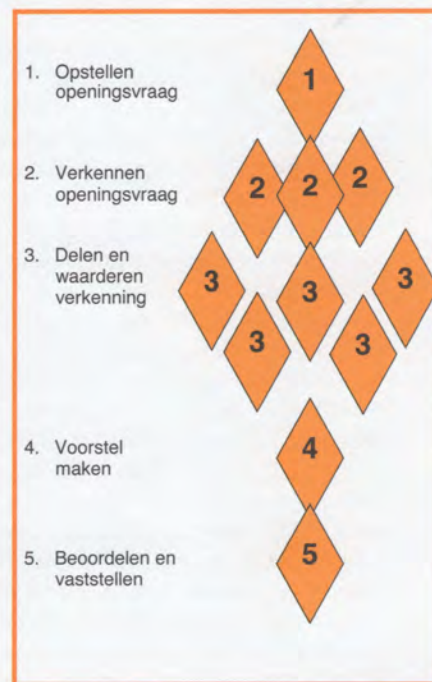 1. Opstellen
openingsvraag
1
2. Verkennen
openingsvraag
2 2 2
3. Delen en
waarderen
verkenning
3 3 3
3 3
4. Voorstel
maken
4
5. Beoordelen en
vaststellen
5